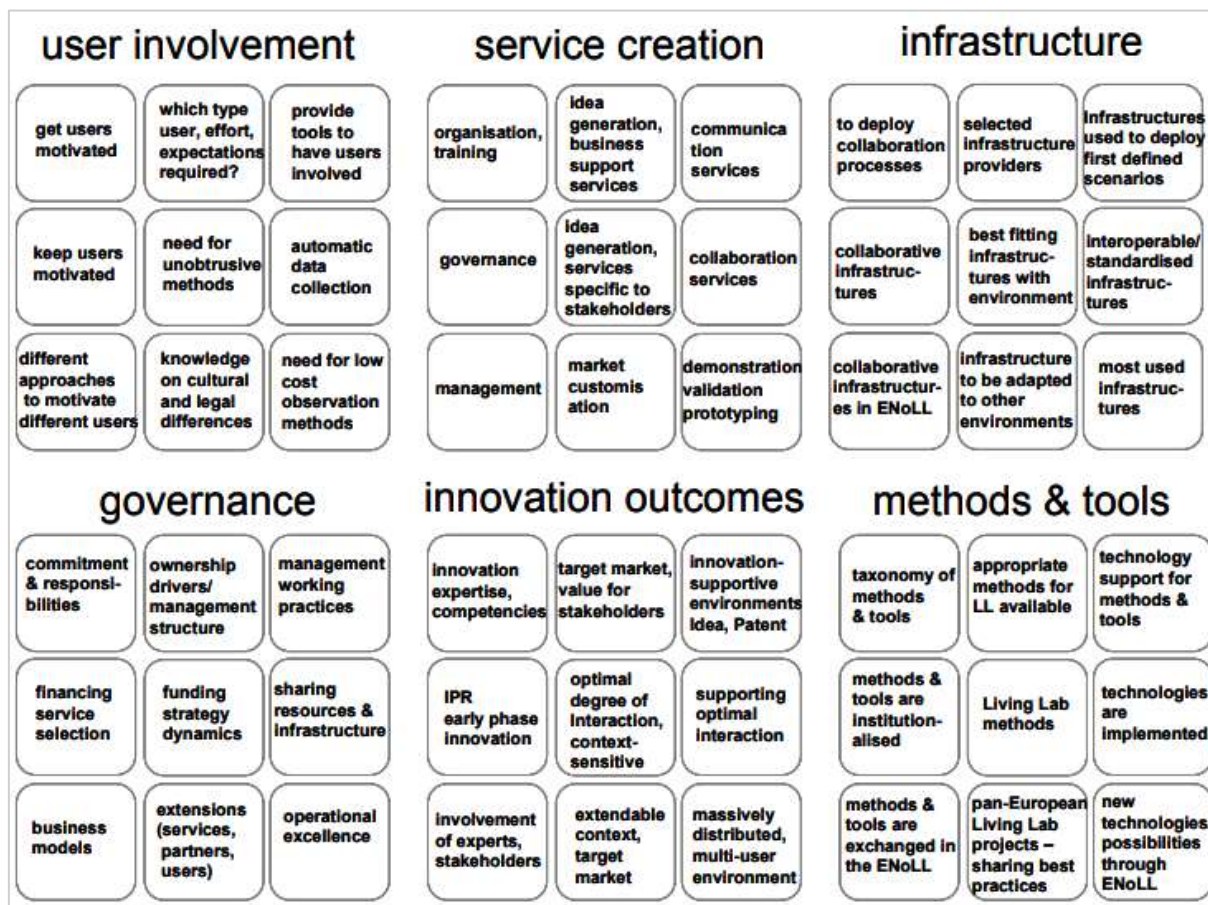 user involvement
get users
motivated
which type
user, effort,
expectations
required?
provide
tools to
have users
involved
keep users
motivated
need for
unobtrusive
methods
automatic
data
collection
different
approaches
to motivate
different users
knowledge
on cultural
and legal
differences
need for low
cost
observation
methods
service creation
organisation,
training
idea
generation,
business
support
services
communica
tion
services
governance
idea
generation,
services
specific to
stakeholders
collaboration
services
management
market
customis
ation
demonstration
validation
prototyping
infrastructure
to deploy
collaboration
processes
selected
infrastructure
providers
Infrastructures
used to deploy
first defined
scenarios
collaborative
infrastruc-
tures
best fitting
infrastruc-
tures with
environment
interoperable/
standardised
infrastruc-
tures
collaborative
infrastructur-
es in ENoLL
infrastructure
to be adapted
to other
environments
most used
infrastruc-
tures
governance
commitment
& responsi-
bilities
ownership
drivers/
management
structure
management
working
practices
financing
service
selection
funding
strategy
dynamics
sharing
resources &
infrastructure
business
models
extensions
(services,
partners,
users)
operational
excellence
innovation outcomes
innovation
expertise,
competencies
target market,
value for
stakeholders
innovation-
supportive
environments
Idea, Patent
IPR
early phase
innovation
optimal
degree of
Interaction,
context-
sensitive
supporting
optimal
interaction
involvement
of experts,
stakeholders
extendable
context,
target
market
massively
distributed,
multi-user
environment
methods & tools
taxonomy of
methods
& tools
appropriate
methods for
LL available
technology
support for
methods &
tools
methods &
tools are
institution-
alised
Living Lab
methods
technologies
are
implemented
methods &
tools are
exchanged in
the ENoLL
pan-European
Living Lab
projects –
sharing best
practices
new
technologies
possibilities
through
ENoLL